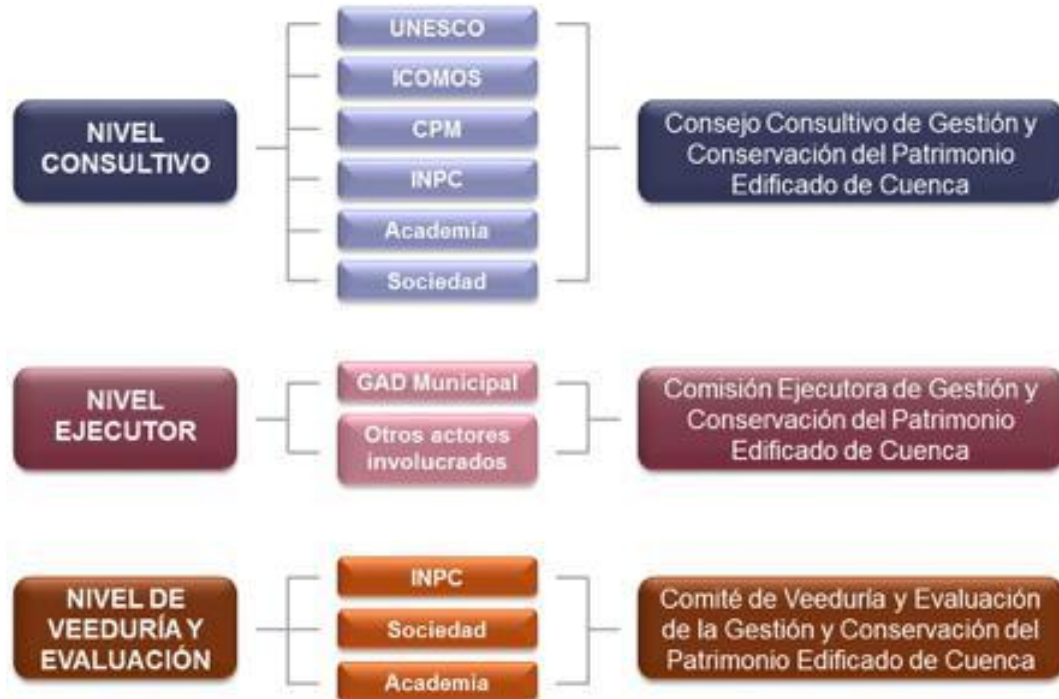 NIVEL
CONSULTIVO
UNESCO
ICOMOS
CPM
INPC
Academia
Sociedad
Consejo Consultivo de Gestión y
Conservación del Patrimonio
Edificado de Cuenca
NIVEL
EJECUTOR
GAD Municipal
Otros actores
involucrados
Comisión Ejecutora de Gestión y
Conservación del Patrimonio
Edificado de Cuenca
NIVEL DE
VEEDURÍA Y
EVALUACIÓN
INPC
Sociedad
Academia
Comité de Veeduría y Evaluación
de la Gestión y Conservación del
Patrimonio Edificado de Cuenca